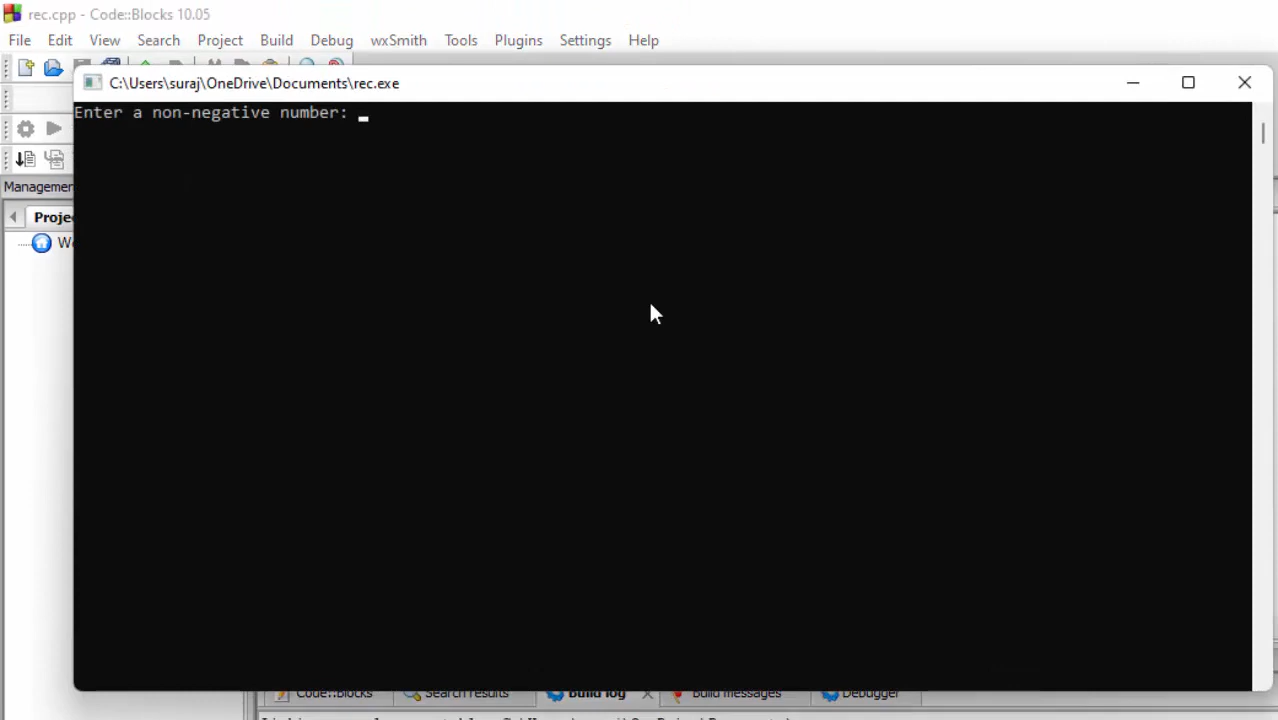 rec.cpp - Code::Blocks 10.05
File Edit View Search Project Build Debug wxSmith Tools Plugins Settings Help
C:\Users\suraj\OneDrive\Documents\rec.exe
Enter a non-negative number:
Managemen
Proje
Wo
Code::Blocks Search results Build log Build messages Debugger